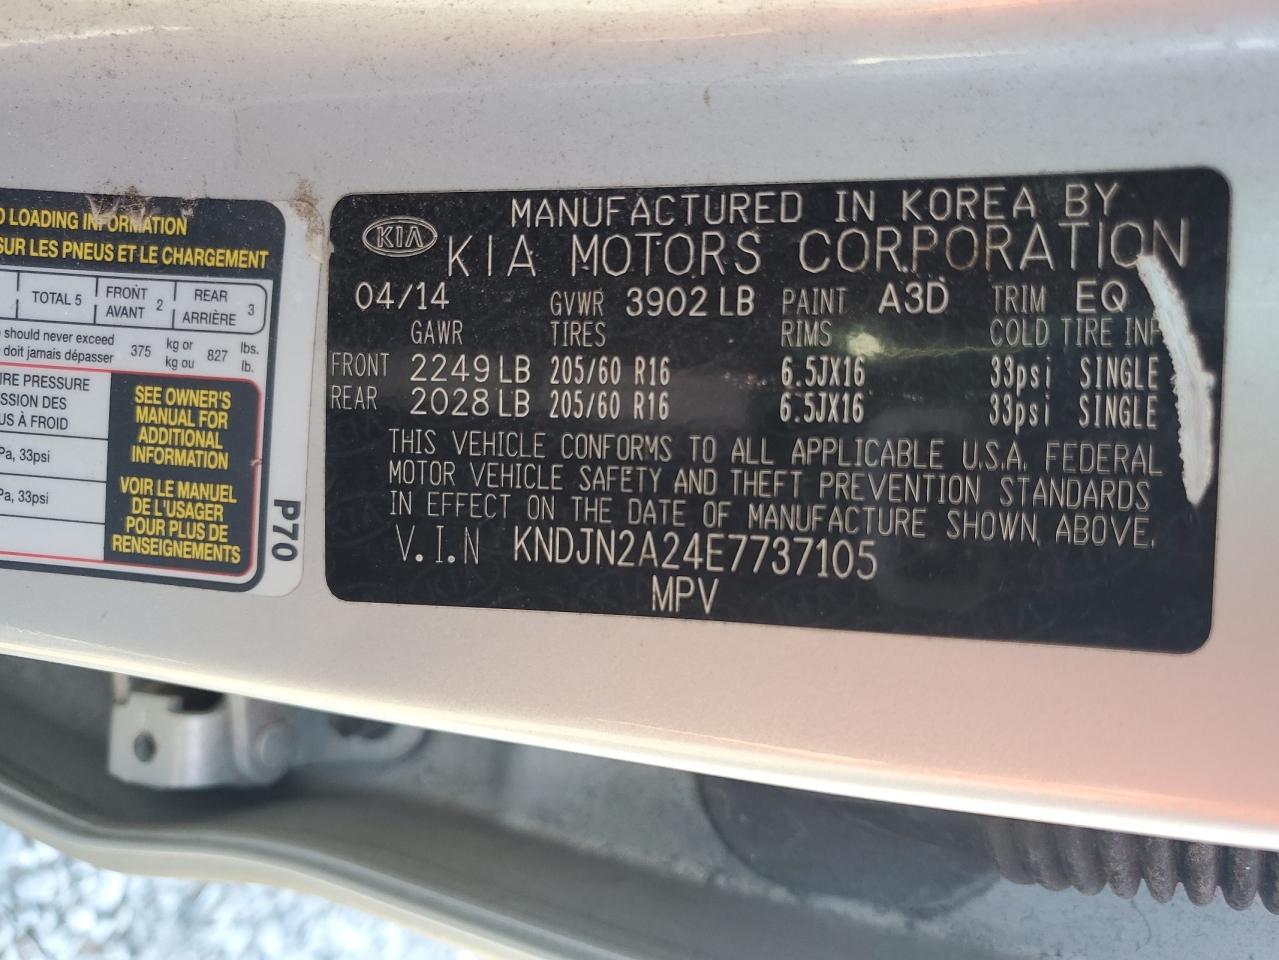 LOADING INFORMATION
SUR LES PNEUS ET LE CHARGEMENT
TOTAL 5
FRONT
AVANT 2
REAR
ARRIÈRE 3
should never exceed
doit jamais dépasser
375
kg or
kg ou
827
lbs.
lb.
PRESSURE
DES
À FROID
33psi
33psi
SEE OWNER'S
MANUAL FOR
ADDITIONAL
INFORMATION
VOIR LE MANUEL
DE L'USAGER
POUR PLUS DE
RENSEIGNEMENTS
P70
KIA
MANUFACTURED IN KOREA BY
KIA MOTORS CORPORATION
04/14 GVWR 3902 LB PAINT A3D TRIM EQ
GAWR TIRES RIMS COLD TIRE
FRONT 2249 LB 205/60 R16 6.5JX16 33psi SINGLE
REAR 2028 LB 205/60 R16 6.5JX16 33psi SINGLE
THIS VEHICLE CONFORMS TO ALL APPLICABLE U.S.A. FEDERAL
MOTOR VEHICLE SAFETY AND THEFT PREVENTION STANDARDS
IN EFFECT ON THE DATE OF MANUFACTURE SHOWN ABOVE.
V.I.N KNDJN2A24E7737105
MPV